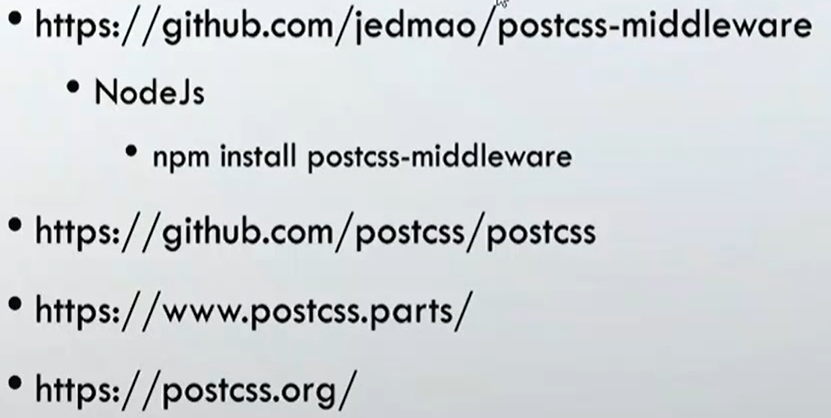 • https://github.com/jedmao/postcss-middleware
• NodeJs
• npm install postcss-middleware
• https://github.com/postcss/postcss
• https://www.postcss.parts/
• https://postcss.org/